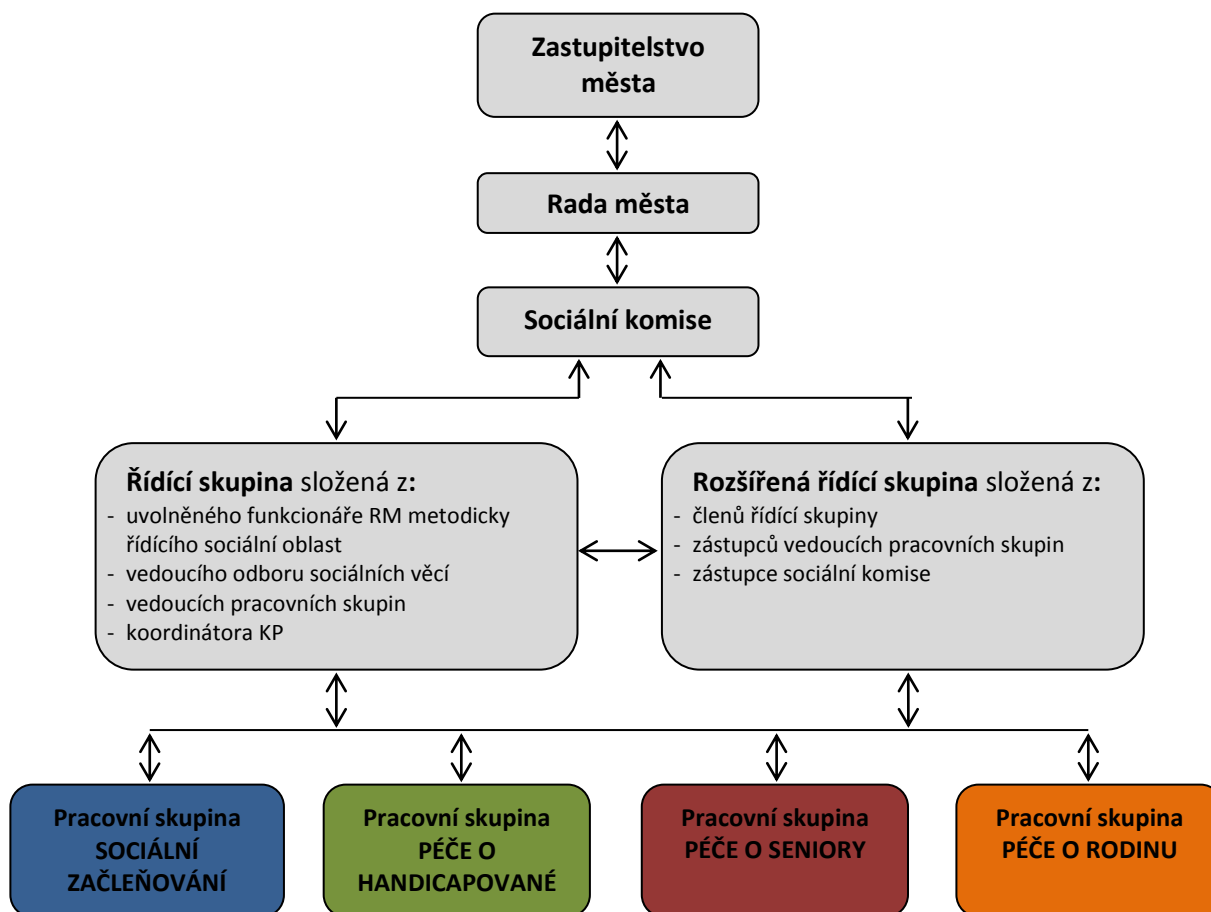 Zastupitelstvo
města
Rada města
Sociální komise
Řídící skupina složená z:
- uvolněného funkcionáře RM metodicky
řídícího sociální oblast
- vedoucího odboru sociálních věcí
- vedoucích pracovních skupin
- koordinátora KP
Rozšířená řídící skupina složená z:
- členů řídící skupiny
- zástupců vedoucích pracovních skupin
- zástupce sociální komise
Pracovní skupina
SOCIÁLNÍ
ZAČLEŇOVÁNÍ
Pracovní skupina
PÉČE O
HANDICAPOVANÉ
Pracovní skupina
PÉČE O SENIORY
Pracovní skupina
PÉČE O RODINU